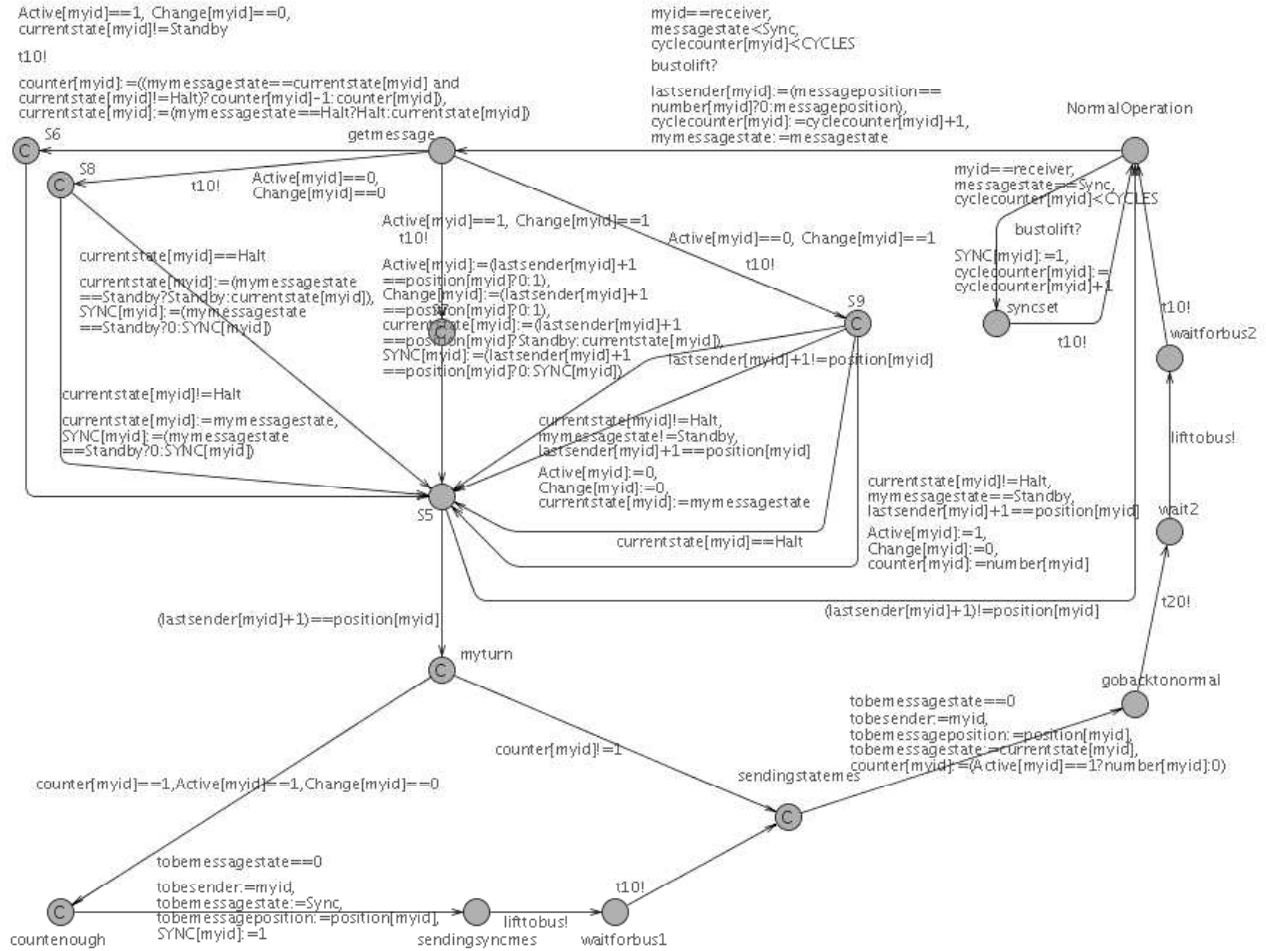 Active[myid]==1, Change[myid]==0,
currentstate[myid]!=Standby
t10!
counter[myid]:=((mymessagestate==currentstate[myid] and
currentstate[myid]!=Halt)?counter[myid]-1:counter[myid]),
currentstate[myid]:=(mymessagestate==Halt?Halt:currentstate[myid])
myid==receiver,
messagestate<Sync,
cyclecounter[myid]<CYCLES
bustolift?
lastsender[myid]:=(messageposition==
number[myid]?0:messageposition),
cyclecounter[myid]:=cyclecounter[myid]+1,
mymessagestate:=messagestate
NormalOperation
S6
getmessage
C
S8
C
t10!
Active[myid]==0,
Change[myid]==0
myid==receiver,
messagestate==Sync,
cyclecounter[myid]<CYCLES
bustolift?
SYNC[myid]:=1,
cyclecounter[myid]:=
cyclecounter[myid]+1
syncset
t10!
Active[myid]==1, Change[myid]==1
t10!
Active[myid]:=(lastsender[myid]+1
==position[myid]?0:1),
Change[myid]:=(lastsender[myid]+1
==position[myid]?0:1),
currentstate[myid]:=(lastsender[myid]+1
==position[myid]?Standby:currentstate[myid]),
SYNC[myid]:=(lastsender[myid]+1
==position[myid]?0:SYNC[myid])
C
Active[myid]==0, Change[myid]==1
t10!
S9
C
currentstate[myid]==Halt
currentstate[myid]:=(mymessagestate
==Standby?Standby:currentstate[myid]),
SYNC[myid]:=(mymessagestate
==Standby?0:SYNC[myid])
lastsender[myid]+1!=position[myid]
t10!
waitforbus2
currentstate[myid]!=Halt
currentstate[myid]:=mymessagestate,
SYNC[myid]:=(mymessagestate
==Standby?0:SYNC[myid])
currentstate[myid]!=Halt,
mymessagestate!=Standby,
lastsender[myid]+1==position[myid]
Active[myid]:=0,
Change[myid]:=0,
currentstate[myid]:=mymessagestate
lifttobus!
currentstate[myid]!=Halt,
mymessagestate==Standby,
lastsender[myid]+1==position[myid]
Active[myid]:=1,
Change[myid]:=0,
counter[myid]:=number[myid]
wait2
S5
currentstate[myid]==Halt
t20!
(lastsender[myid]+1)==position[myid]
(lastsender[myid]+1)!=position[myid]
myturn
C
gobacktonormal
tobemessagestate==0
tobesender:=myid,
tobemessageposition:=position[myid],
tobemessagestate:=currentstate[myid],
counter[myid]:=(Active[myid]==1?number[myid]:0)
counter[myid]!=1
sendingstatemes
C
counter[myid]==1,Active[myid]==1,Change[myid]==0
tobemessagestate==0
tobesender:=myid,
tobemessagestate:=Sync,
tobemessageposition:=position[myid],
SYNC[myid]:=1
C
countenough
sendingsyncmes
lifttobus!
waitforbus1
t10!